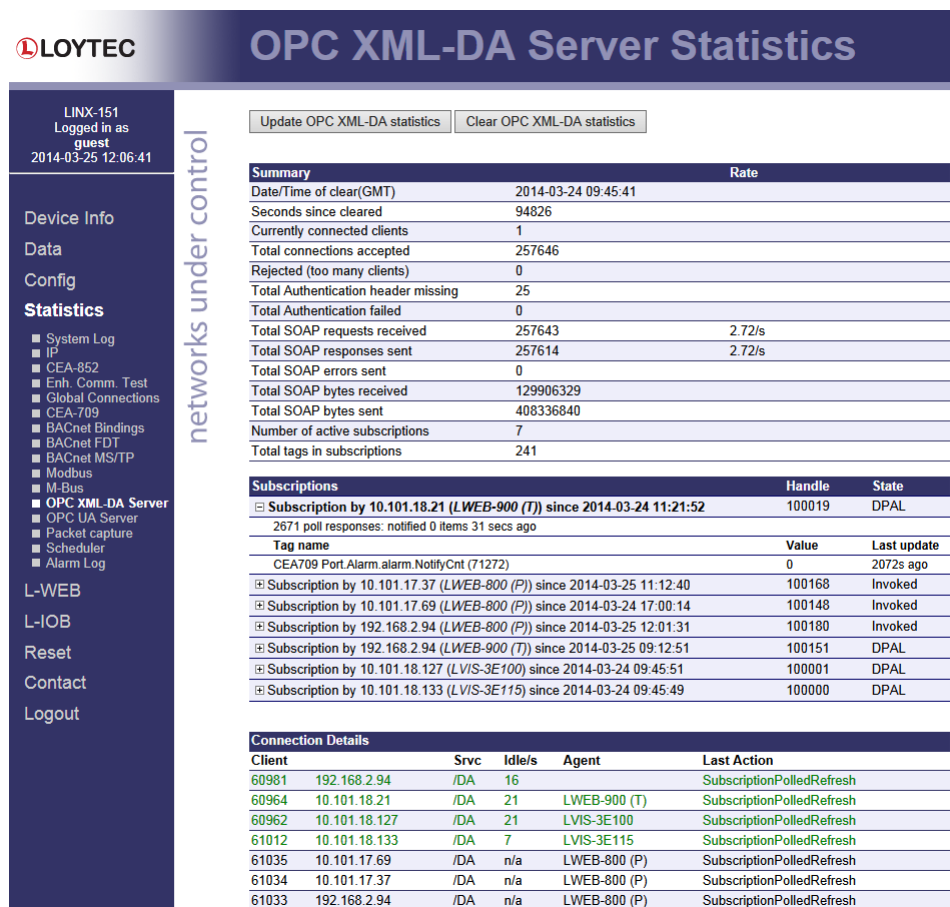 LOYTEC
OPC XML-DA Server Statistics
LINX-151
Logged in as
guest
2014-03-25 12:06:41
Device Info
Data
Config
Statistics
System Log
IP
CEA-852
Enh. Comm. Test
Global Connections
CEA-709
BACnet Bindings
BACnet FDT
BACnet MS/TP
Modbus
M-Bus
OPC XML-DA Server
OPC UA Server
Packet capture
Scheduler
Alarm Log
L-WEB
L-IOB
Reset
Contact
Logout
networks under control
Update OPC XML-DA statistics Clear OPC XML-DA statistics
Summary Rate
Date/Time of clear(GMT) 2014-03-24 09:45:41
Seconds since cleared 94826
Currently connected clients 1
Total connections accepted 257646
Rejected (too many clients) 0
Total Authentication header missing 25
Total Authentication failed 0
Total SOAP requests received 257643 2.72/s
Total SOAP responses sent 257614 2.72/s
Total SOAP errors sent 0
Total SOAP bytes received 129906329
Total SOAP bytes sent 408336840
Number of active subscriptions 7
Total tags in subscriptions 241
Subscriptions Handle State
Subscription by 10.101.18.21 (LWEB-900 (T)) since 2014-03-24 11:21:52 100019 DPAL
2671 poll responses: notified 0 items 31 secs ago
Tag name Value Last update
CEA709 Port.Alarm.alarm.NotifyCnt (71272) 0 2072s ago
Subscription by 10.101.17.37 (LWEB-800 (P)) since 2014-03-25 11:12:40 100168 Invoked
Subscription by 10.101.17.69 (LWEB-800 (P)) since 2014-03-24 17:00:14 100148 Invoked
Subscription by 192.168.2.94 (LWEB-800 (P)) since 2014-03-25 12:01:31 100180 Invoked
Subscription by 192.168.2.94 (LWEB-900 (T)) since 2014-03-25 09:12:51 100151 DPAL
Subscription by 10.101.18.127 (LVIS-3E100) since 2014-03-24 09:45:51 100001 DPAL
Subscription by 10.101.18.133 (LVIS-3E115) since 2014-03-24 09:45:49 100000 DPAL
Connection Details
Client Srvc Idle/s Agent Last Action
60981 192.168.2.94 /DA 16 SubscriptionPolledRefresh
60964 10.101.18.21 /DA 21 LWEB-900 (T) SubscriptionPolledRefresh
60962 10.101.18.127 /DA 21 LVIS-3E100 SubscriptionPolledRefresh
61012 10.101.18.133 /DA 7 LVIS-3E115 SubscriptionPolledRefresh
61035 10.101.17.69 /DA n/a LWEB-800 (P) SubscriptionPolledRefresh
61034 10.101.17.37 /DA n/a LWEB-800 (P) SubscriptionPolledRefresh
61033 192.168.2.94 /DA n/a LWEB-800 (P) SubscriptionPolledRefresh